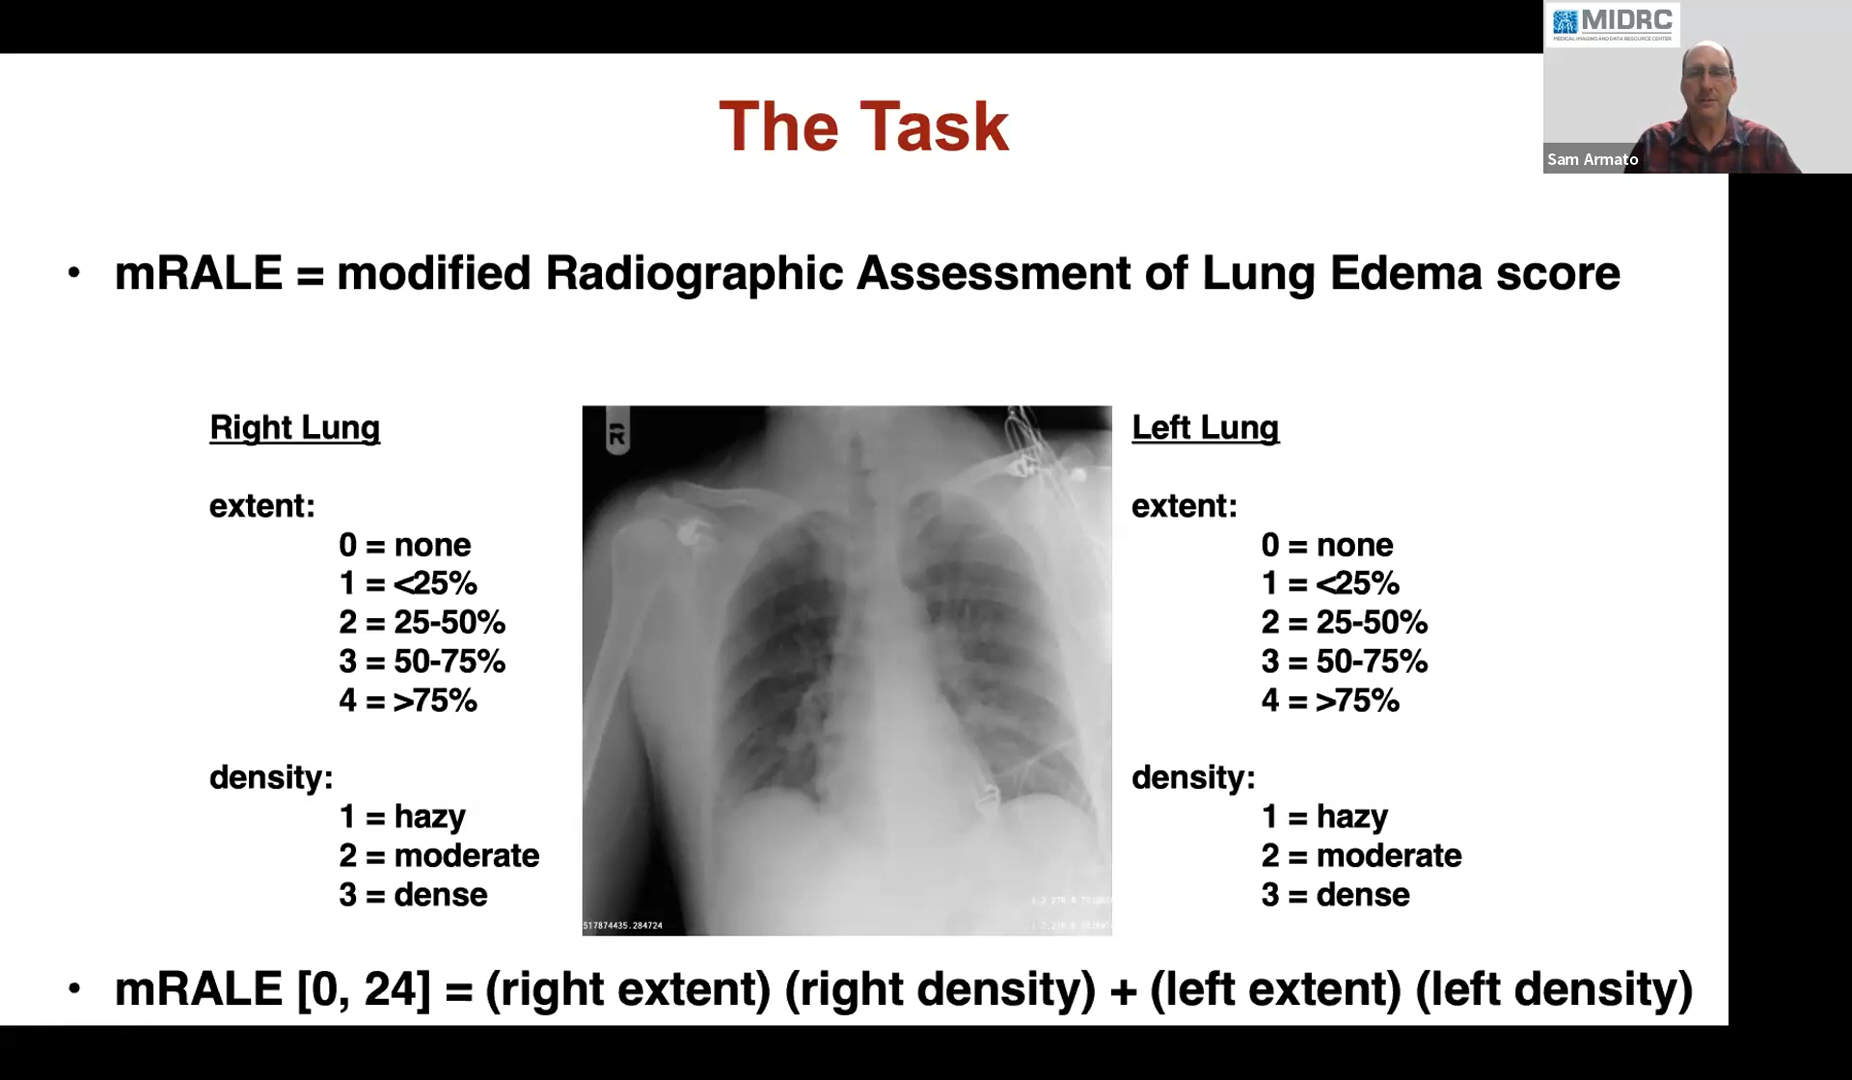 MIDRC
MEDICAL IMAGING AND DATA RESOURCE CENTER
Sam Armato
The Task
• mRALE = modified Radiographic Assessment of Lung Edema score
Right Lung
extent:
0 = none
1 = <25%
2 = 25-50%
3 = 50-75%
4 = >75%
density:
1 = hazy
2 = moderate
3 = dense
R
517874435.284724
Left Lung
extent:
0 = none
1 = <25%
2 = 25-50%
3 = 50-75%
4 = >75%
density:
1 = hazy
2 = moderate
3 = dense
• mRALE [0, 24] = (right extent) (right density) + (left extent) (left density)